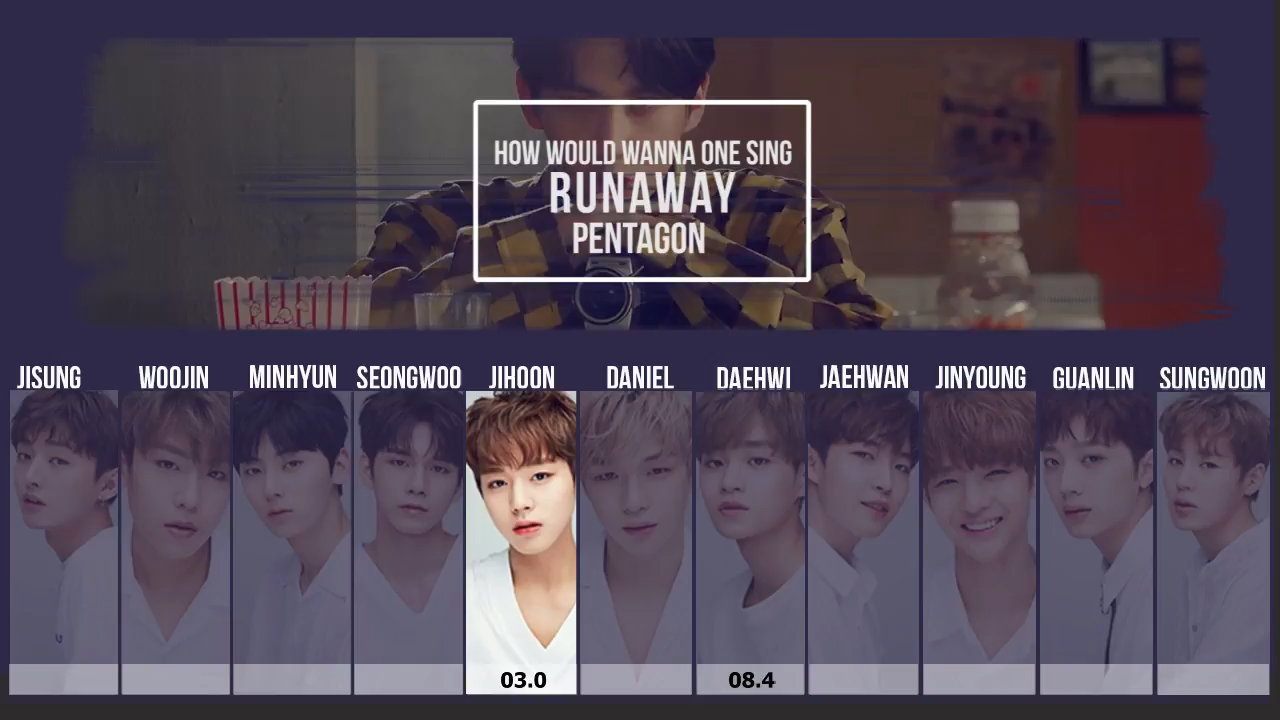 HOW WOULD WANNA ONE SING
RUNAWAY
PENTAGON
JISUNG WOOJIN MINHYUN SEONGWOO JIHOON DANIEL DAEHWI JAEHWAN JINYOUNG GUANLIN SUNGWOON
03.0 08.4